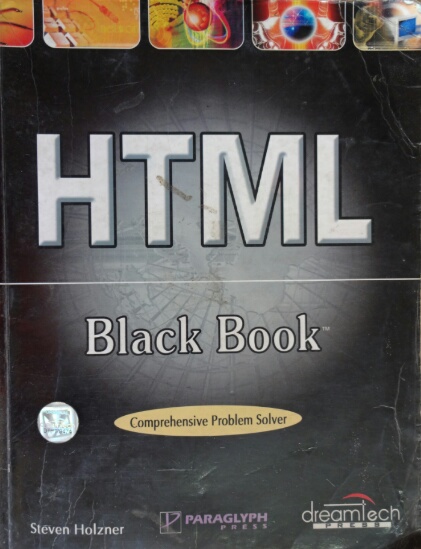 HTML
Black Book™
Comprehensive Problem Solver
Steven Holzner
PARAGLYPH
PRESS
dreamtech
PRESS